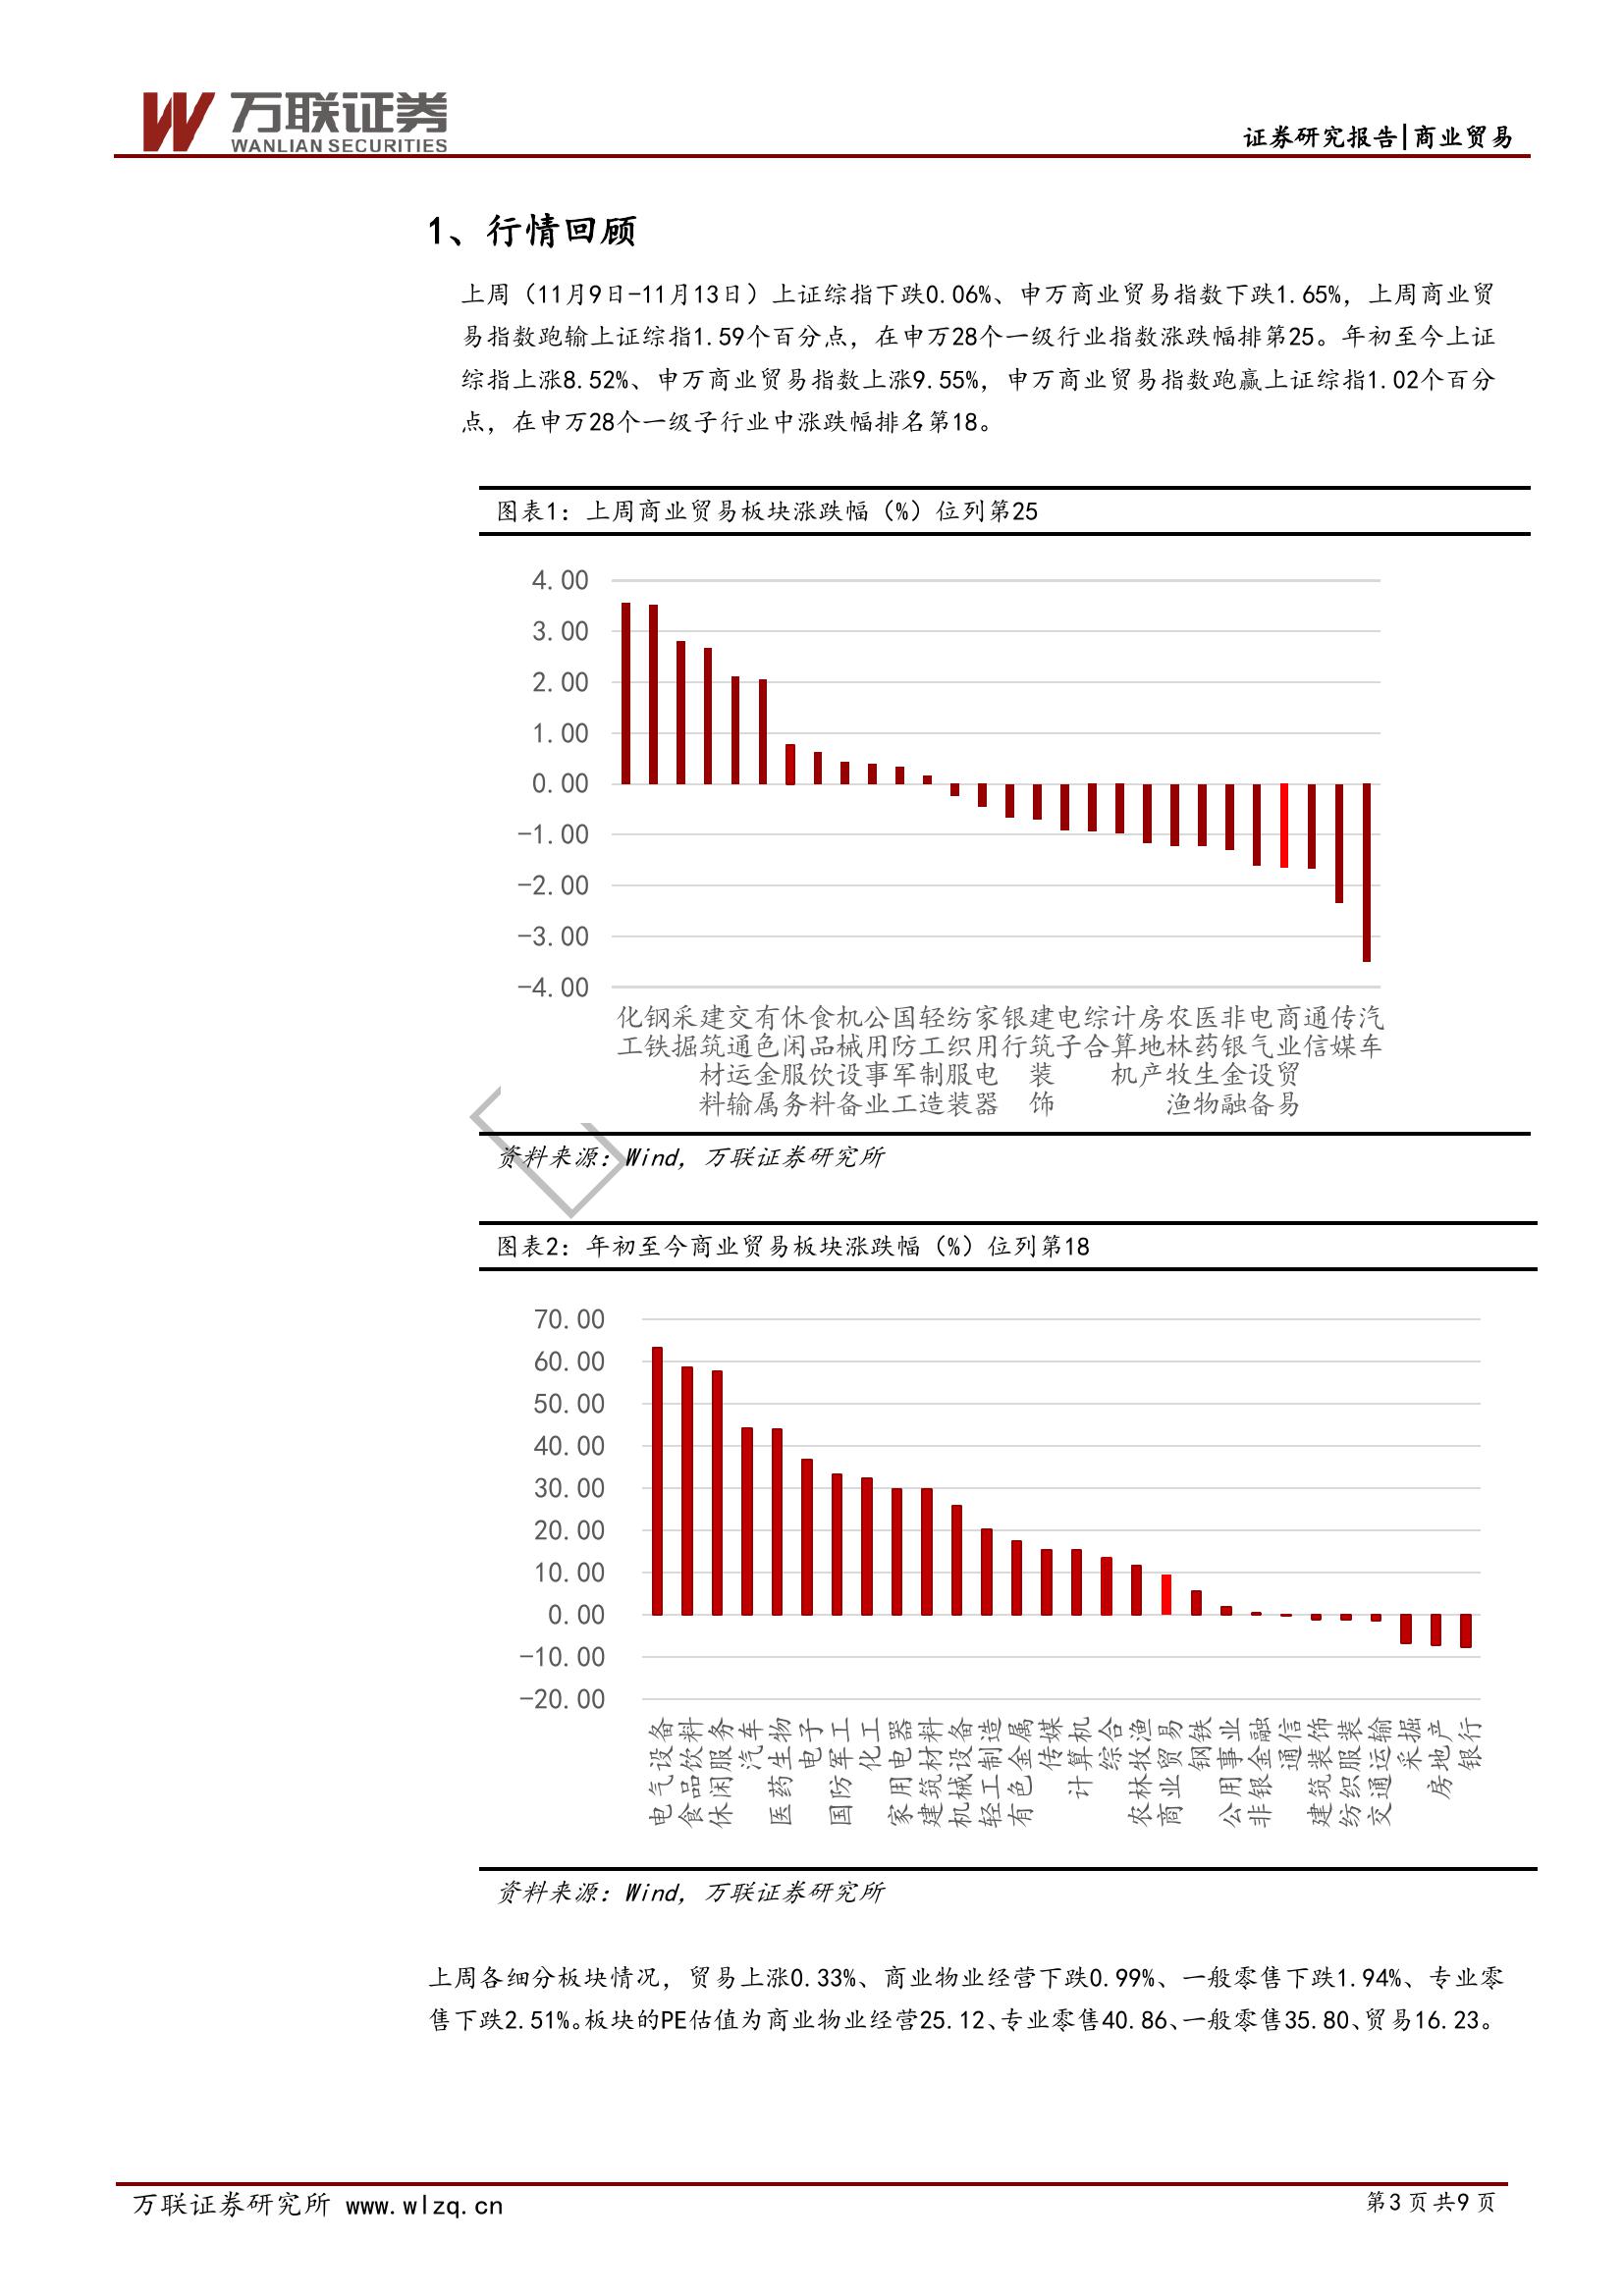 万联证券
WANLIAN SECURITIES
证券研究报告|商业贸易
1、行情回顾
上周（11月9日-11月13日）上证综指下跌0.06%、申万商业贸易指数下跌1.65%，上周商业贸
易指数跑输上证综指1.59个百分点，在申万28个一级行业指数涨跌幅排第25。年初至今上证
综指上涨8.52%、申万商业贸易指数上涨9.55%，申万商业贸易指数跑赢上证综指1.02个百分
点，在申万28个一级子行业中涨跌幅排名第18。
图表1：上周商业贸易板块涨跌幅（%）位列第25
4.00
3.00
2.00
1.00
0.00
-1.00
-2.00
-3.00
-4.00
化工
钢铁
采掘
建筑材料
交通运输
有色金属
休闲服务
食品饮料
机械设备
公用事业
国防军工
轻工制造
纺织服装
家用电器
银行
建筑装饰
电子
综合
计算机
房地产
农林牧渔
医药生物
非银金融
电气设备
商业贸易
通信
传媒
汽车
资料来源：Wind, 万联证券研究所
图表2：年初至今商业贸易板块涨跌幅（%）位列第18
70.00
60.00
50.00
40.00
30.00
20.00
10.00
0.00
-10.00
-20.00
电气设备
食品饮料
休闲服务
汽车
医药生物
电子
国防军工
化工
家用电器
建筑材料
机械设备
轻工制造
有色金属
传媒
计算机
综合
农林牧渔
商业贸易
钢铁
公用事业
非银金融
通信
建筑装饰
纺织服装
交通运输
采掘
房地产
银行
资料来源：Wind, 万联证券研究所
上周各细分板块情况，贸易上涨0.33%、商业物业经营下跌0.99%、一般零售下跌1.94%、专业零
售下跌2.51%。板块的PE估值为商业物业经营25.12、专业零售40.86、一般零售35.80、贸易16.23。
万联证券研究所 www.wlzq.cn
第3页共9页